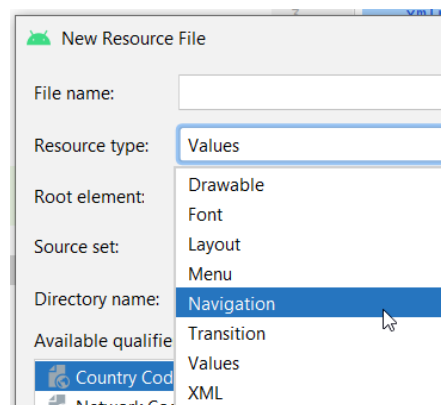 New Resource File
File name:
Resource type: Values
Drawable
Root element:
Font
Source set:
Layout
Menu
Directory name:
Navigation
Transition
Available qualifie
Values
Country Cod
XML